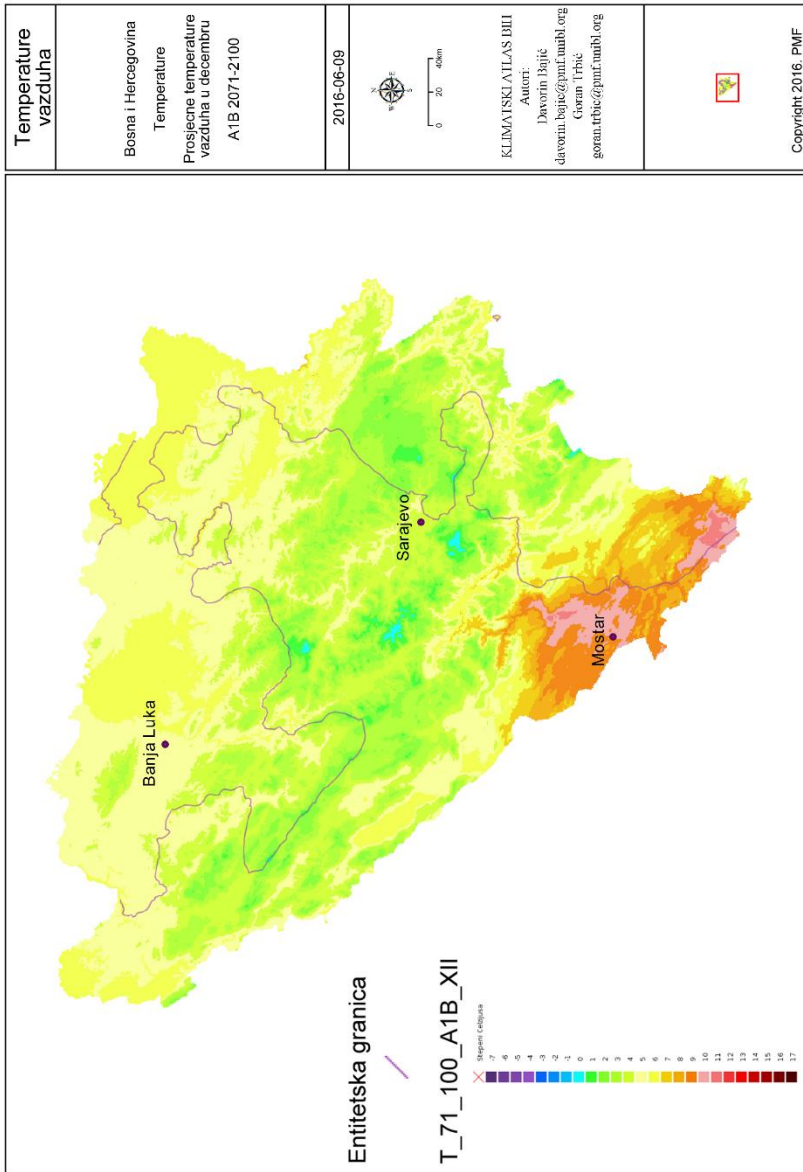 Temperature
vazduha
Bosna i Hercegovina
Temperature
Prosjecne temperature
vazduha u decembru
A1B 2071-2100
2016-06-09
N
W
E
S
0 20 40km
KLIMATSKI ATLAS BIH
Autori:
Davorin Bajić
davorin.bajic@pmf.unibl.org
Goran Trbić
goran.trbic@pmf.unibl.org
Copyright 2016. PMF
Banja Luka
Sarajevo
Mostar
Entitetska granica
T_71_100_A1B_XII
Stepeni Celzijusa
-7
-6
-5
-4
-3
-2
-1
0
1
2
3
4
5
6
7
8
9
10
11
12
13
14
15
16
17